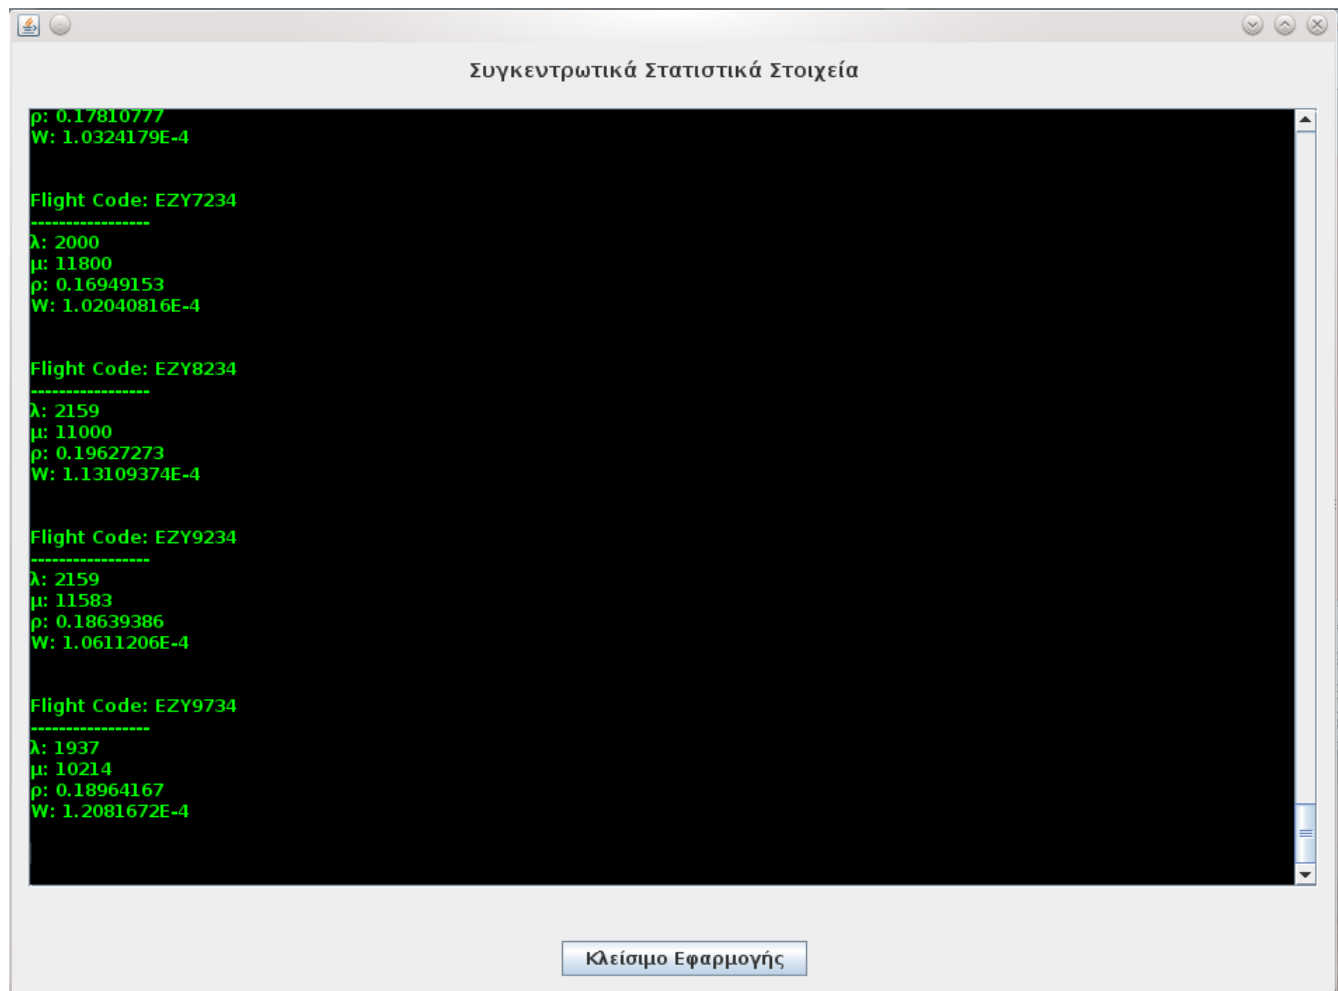 Συγκεντρωτικά Στατιστικά Στοιχεία
ρ: 0.17810777
W: 1.0324179E-4
Flight Code: EZY7234
-----------------
λ: 2000
μ: 11800
ρ: 0.16949153
W: 1.02040816E-4
Flight Code: EZY8234
-----------------
λ: 2159
μ: 11000
ρ: 0.19627273
W: 1.13109374E-4
Flight Code: EZY9234
-----------------
λ: 2159
μ: 11583
ρ: 0.18639386
W: 1.0611206E-4
Flight Code: EZY9734
-----------------
λ: 1937
μ: 10214
ρ: 0.18964167
W: 1.2081672E-4
Κλείσιμο Εφαρμογής